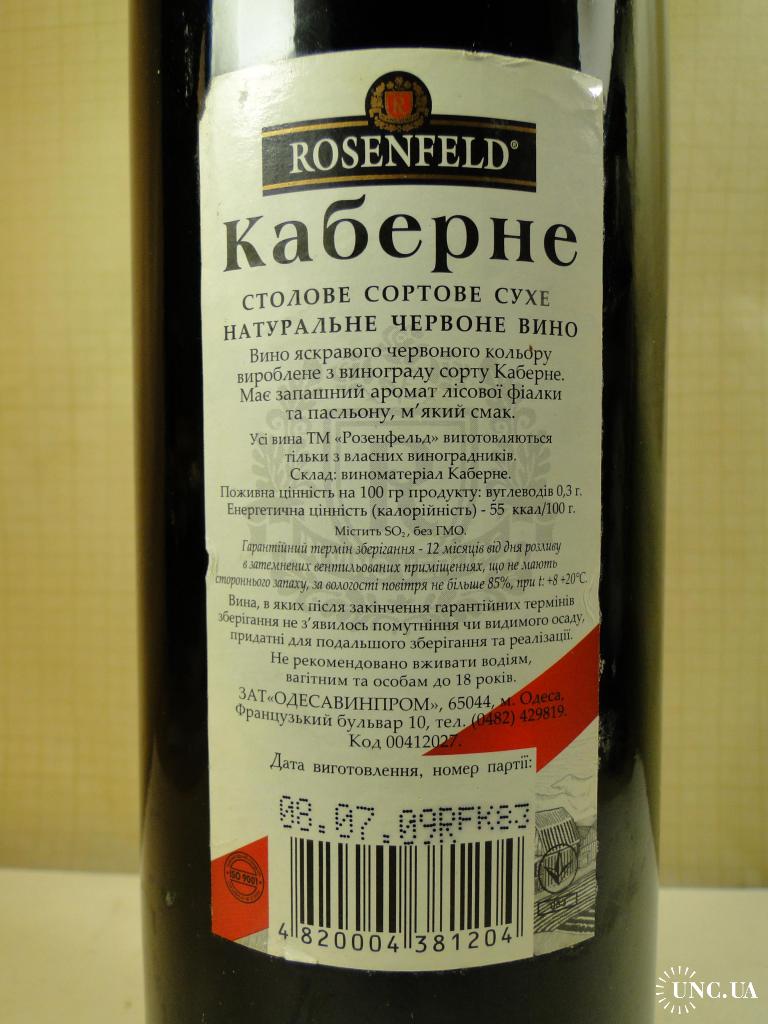 R
ROSENFELD®
Каберне
СТОЛОВЕ СОРТОВЕ СУХЕ
НАТУРАЛЬНЕ ЧЕРВОНЕ ВИНО
Вино яскравого червоного кольору
вироблене з винограду сорту Каберне.
Має запашний аромат лісової фіалки
та пасльону, м’який смак.
Усі вина ТМ «Розенфельд» виготовляються
тільки з власних виноградників.
Склад: виноматеріал Каберне.
Поживна цінність на 100 гр продукту: вуглеводів 0,3 г.
Енергетична цінність (калорійність) - 55 ккал/100 г.
Містить SO₂, без ГМО.
Гарантійний термін зберігання - 12 місяців від дня розливу
в затемнених вентильованих приміщеннях, що не мають
стороннього запаху, за вологості повітря не більше 85%, при t: +8 +20°C.
Вина, в яких після закінчення гарантійних термінів
зберігання не з’явилось помутніння чи видимого осаду,
придатні для подальшого зберігання та реалізації.
Не рекомендовано вживати водіям,
вагітним та особам до 18 років.
ЗАТ«ОДЕСАВИНПРОМ», 65044, м. Одеса,
Французький бульвар 10, тел. (0482) 429819.
Код 00412027.
Дата виготовлення, номер партії:
08.07.09RFK83
ISO 9001
4 820004 381204
UNC.UA